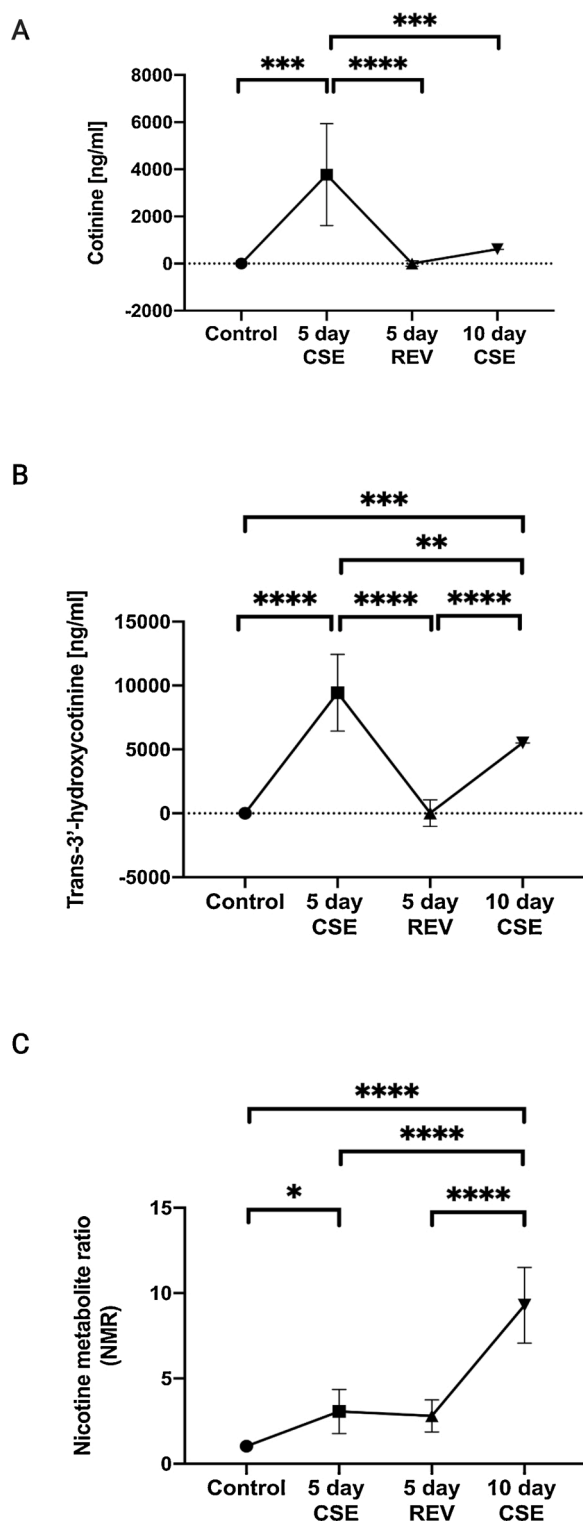 A
***
*** ****
8000
6000
4000
2000
0
-2000
Cotinine [ng/ml]
Control 5 day 5 day 10 day
CSE REV CSE
B
***
**
**** **** ****
15000
10000
5000
0
-5000
Trans-3’-hydroxycotinine [ng/ml]
Control 5 day 5 day 10 day
CSE REV CSE
C
****
****
* ****
15
10
5
0
Nicotine metabolite ratio
(NMR)
Control 5 day 5 day 10 day
CSE REV CSE